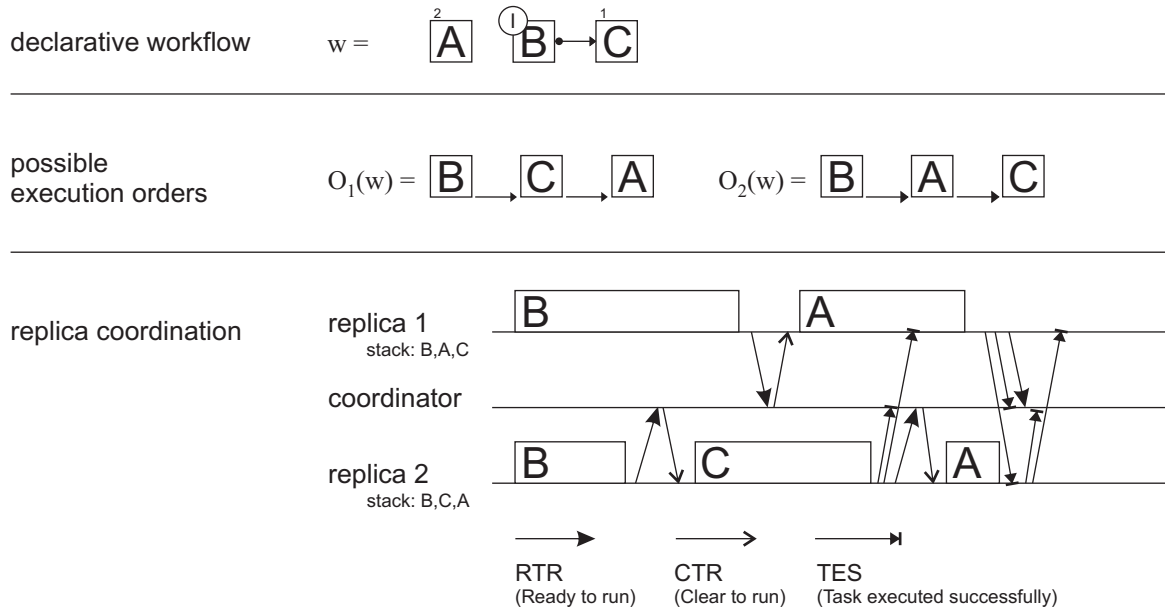 2 1
declarative workflow w = A I B C
possible
execution orders O1(w) = B C A O2(w) = B A C
B A
replica coordination replica 1
stack: B,A,C
coordinator
B C A
replica 2
stack: B,C,A
RTR CTR TES
(Ready to run) (Clear to run) (Task executed successfully)